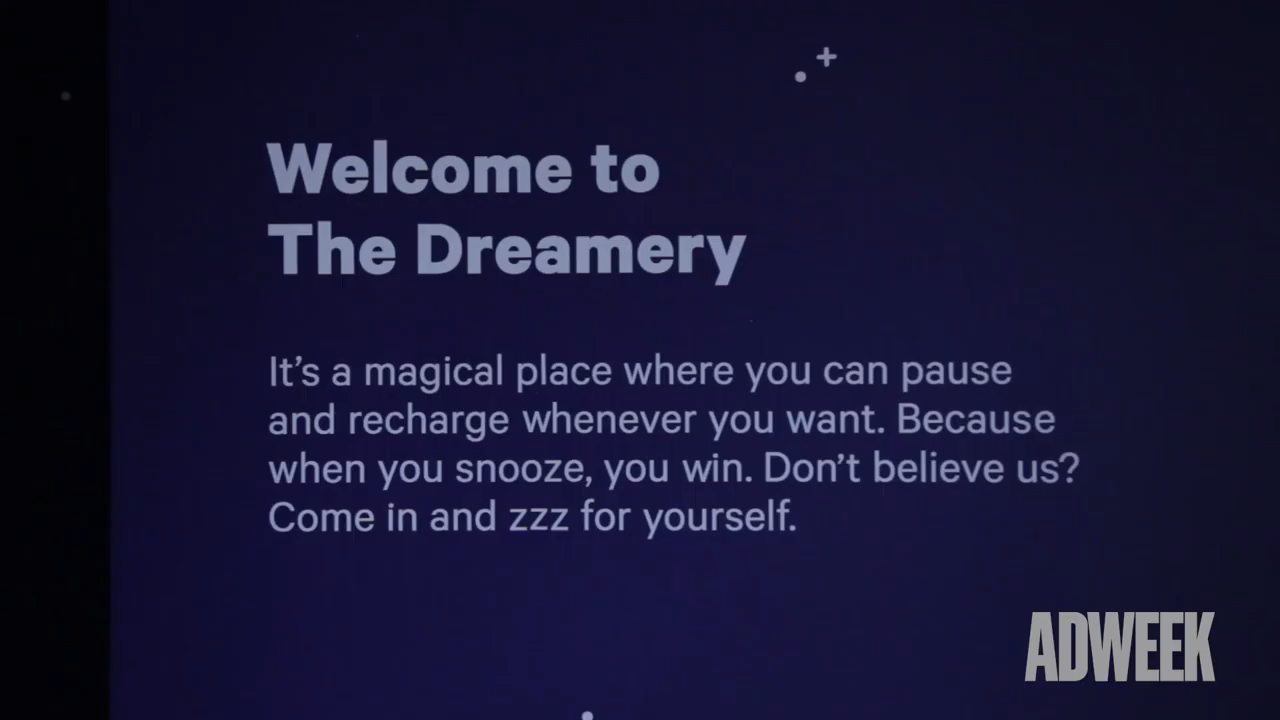 Welcome to
The Dreamery
It’s a magical place where you can pause
and recharge whenever you want. Because
when you snooze, you win. Don’t believe us?
Come in and zzz for yourself.
ADWEEK